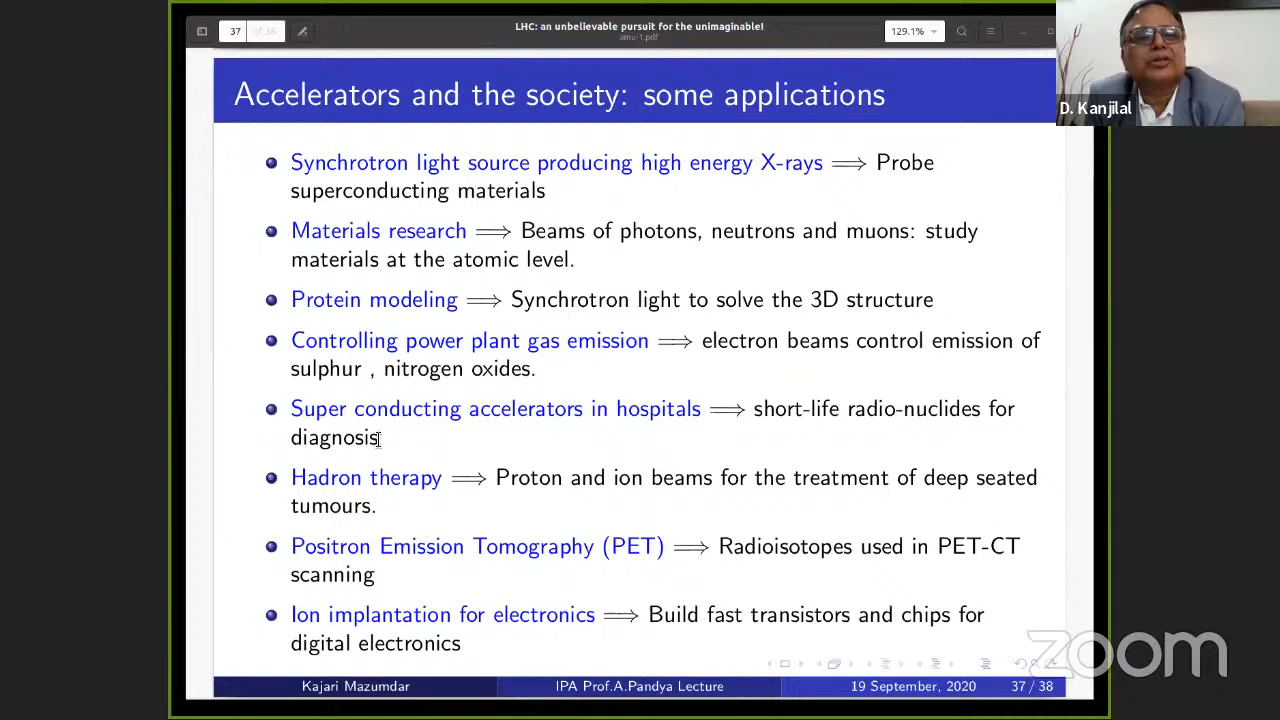 37 of 38
LHC: an unbelievable pursuit for the unimaginable!
amu-1.pdf
129.1%
D. Kanjilal
Accelerators and the society: some applications
Synchrotron light source producing high energy X-rays ⟹ Probe
superconducting materials
Materials research ⟹ Beams of photons, neutrons and muons: study
materials at the atomic level.
Protein modeling ⟹ Synchrotron light to solve the 3D structure
Controlling power plant gas emission ⟹ electron beams control emission of
sulphur , nitrogen oxides.
Super conducting accelerators in hospitals ⟹ short-life radio-nuclides for
diagnosis
Hadron therapy ⟹ Proton and ion beams for the treatment of deep seated
tumours.
Positron Emission Tomography (PET) ⟹ Radioisotopes used in PET-CT
scanning
Ion implantation for electronics ⟹ Build fast transistors and chips for
digital electronics
zoom
Kajari Mazumdar IPA Prof.A.Pandya Lecture 19 September, 2020 37 / 38